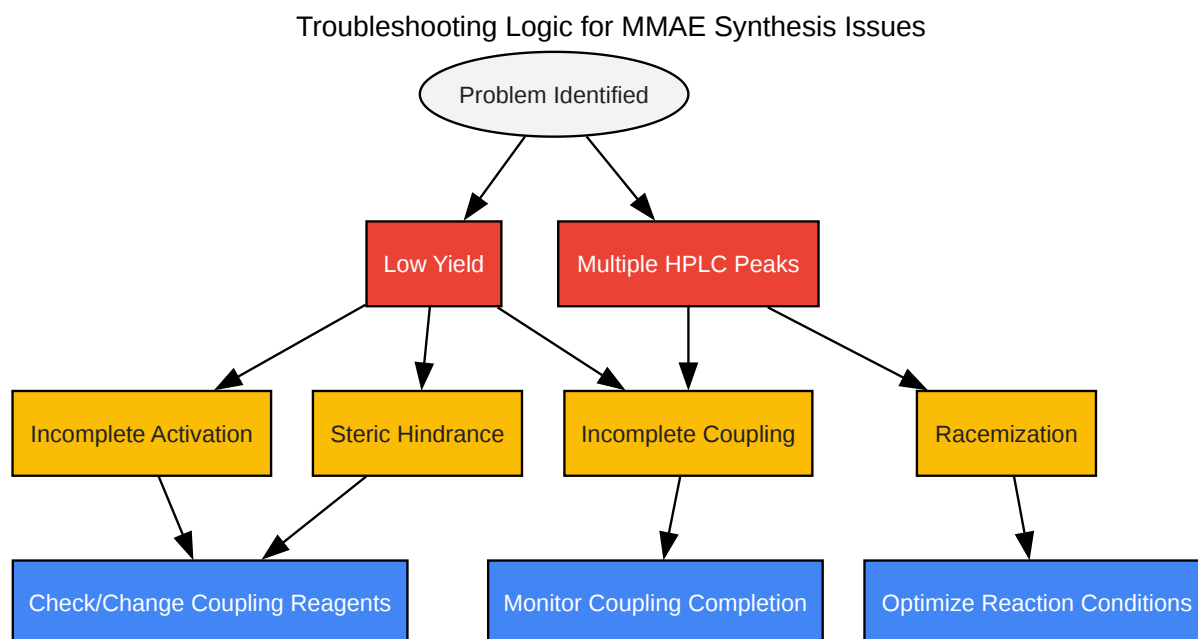 Troubleshooting Logic for MMAE Synthesis Issues
Problem Identified
Low Yield
Multiple HPLC Peaks
Incomplete Activation
Steric Hindrance
Incomplete Coupling
Racemization
Check/Change Coupling Reagents
Monitor Coupling Completion
Optimize Reaction Conditions